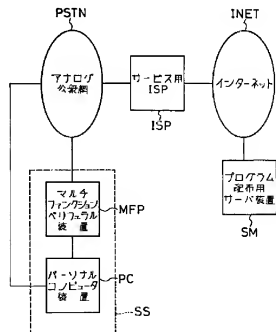 PSTN
INET
アナログ
公衆網
サービス用
ISP
ISP
インターネット
マルチ
ファンクション
ペリフェラル
装置
MFP
プログラム
配布用
サーバ装置
SM
パーソナル
コンピュータ
装置
PC
SS